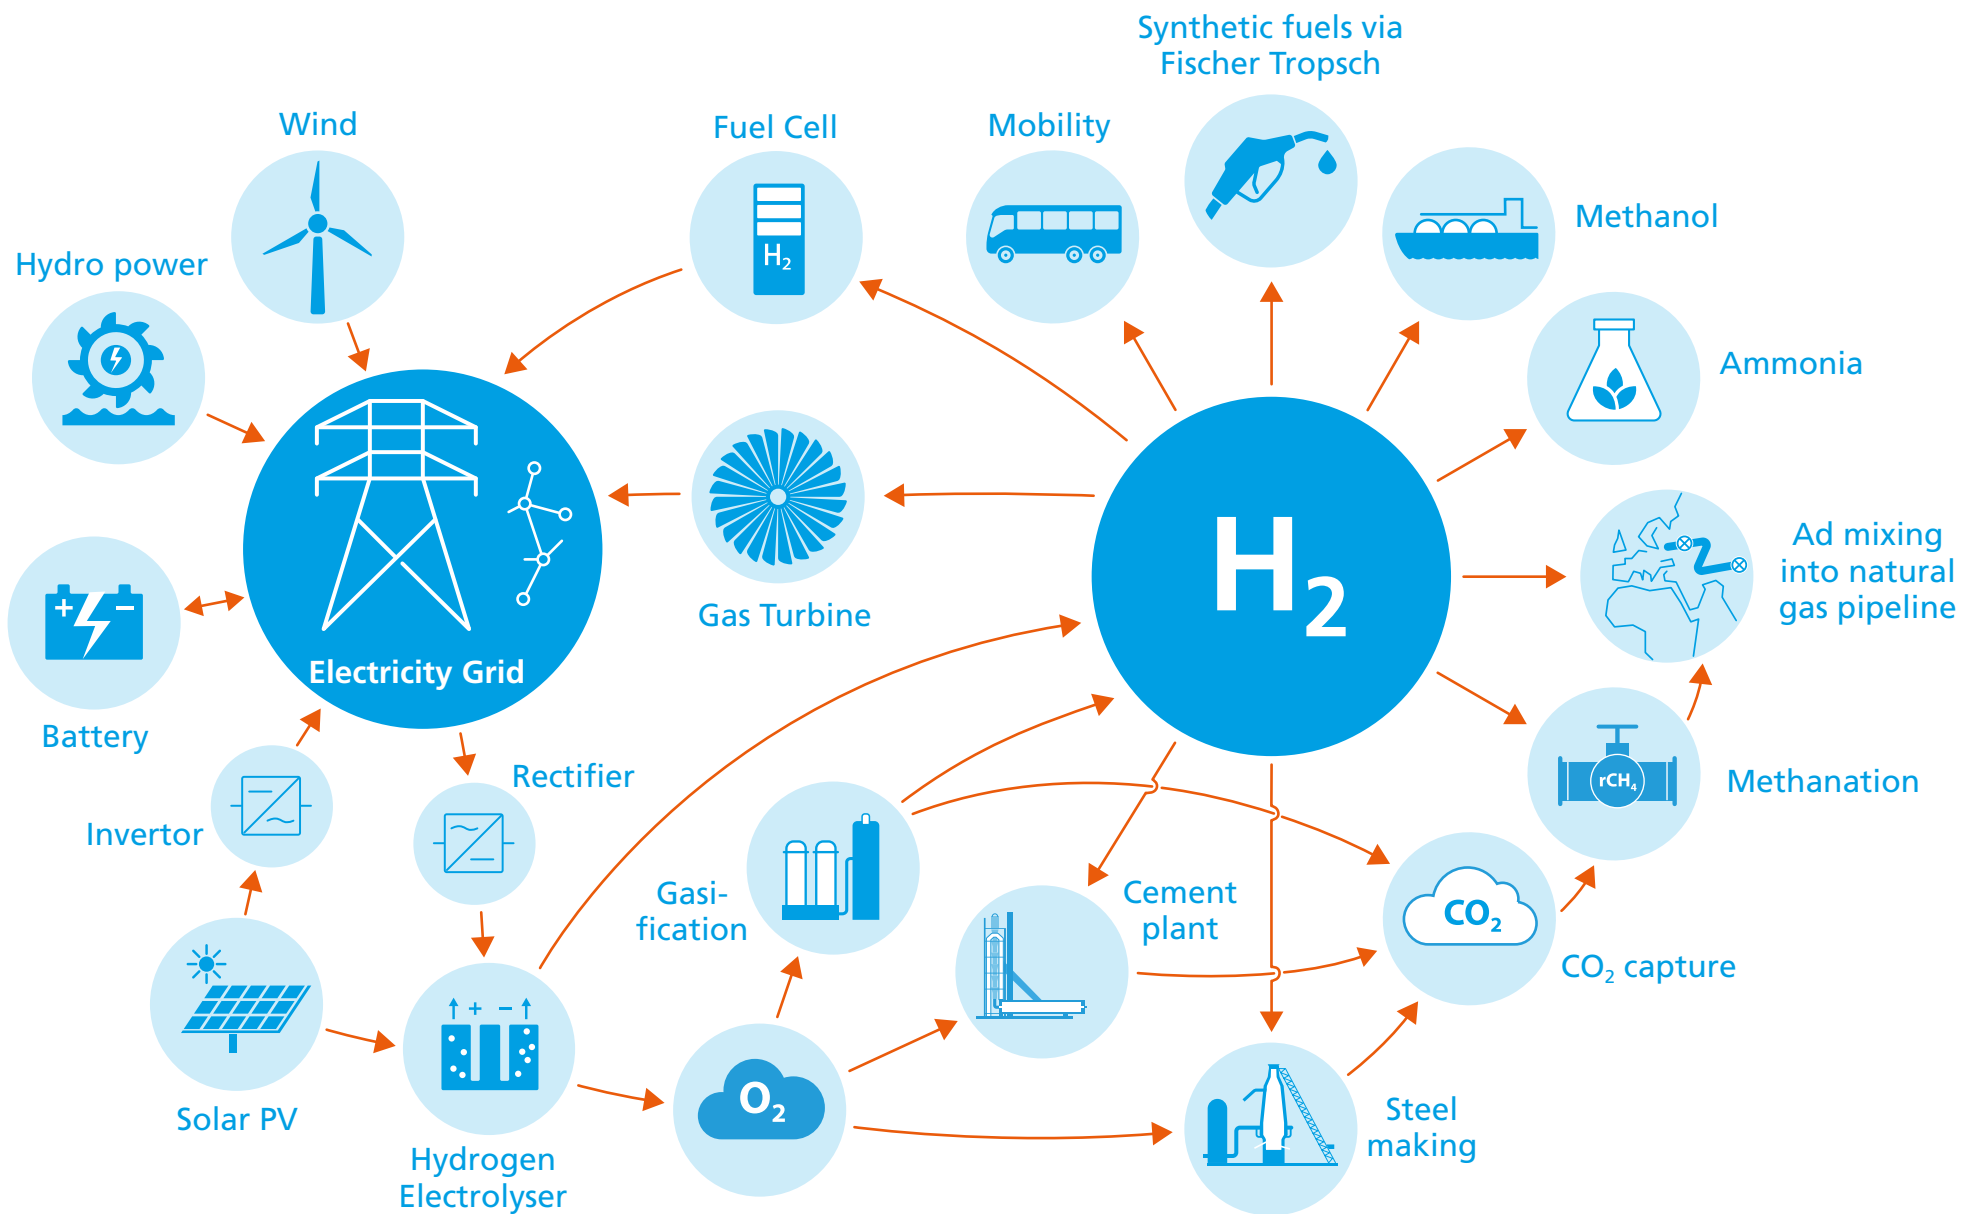 Synthetic fuels via
Fischer Tropsch
Wind
Fuel Cell
Mobility
Methanol
Hydro power
H₂
Ammonia
Ad mixing
into natural
gas pipeline
H₂
Gas Turbine
+ −
Electricity Grid
Battery
Rectifier
rCH₄
Methanation
Invertor
Gasi-
fication
Cement
plant
CO₂
CO₂ capture
+ −
O₂
Solar PV
Steel
making
Hydrogen
Electrolyser